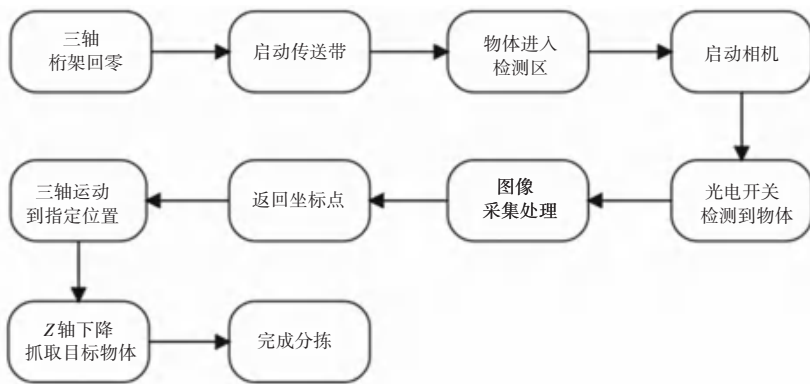 三轴
桁架回零
启动传送带
物体进入
检测区
启动相机
光电开关
检测到物体
图像
采集处理
返回坐标点
三轴运动
到指定位置
Z轴下降
抓取目标物体
完成分拣